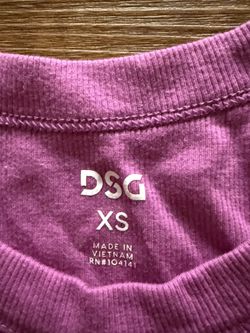 DSG
XS
MADE IN
VIETNAM
RN#104141